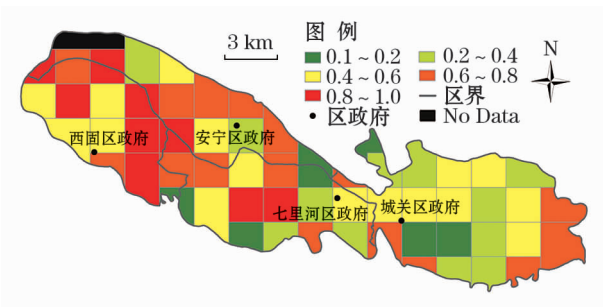 图 例
3 km
N
0.1 ~ 0.2
0.2 ~ 0.4
0.4 ~ 0.6
0.6 ~ 0.8
0.8 ~ 1.0
区界
区政府
No Data
西固区政府
安宁区政府
七里河区政府
城关区政府